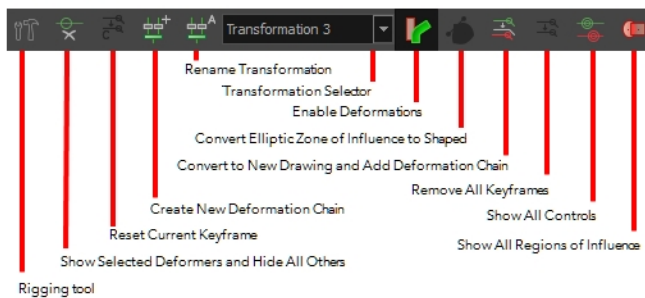 Transformation 3
Rename Transformation
Transformation Selector
Enable Deformations
Convert Elliptic Zone of Influence to Shaped
Convert to New Drawing and Add Deformation Chain
Remove All Keyframes
Create New Deformation Chain
Show All Controls
Reset Current Keyframe
Show All Regions of Influence
Show Selected Deformers and Hide All Others
Rigging tool